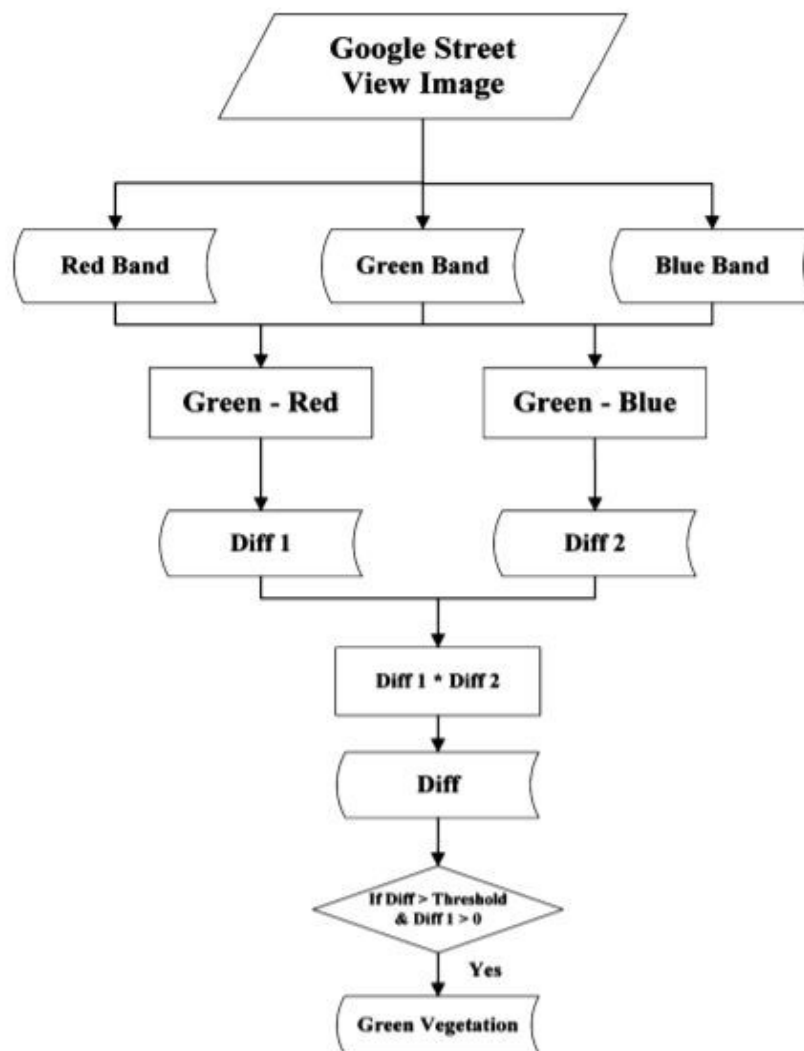 Google Street
View Image
Red Band
Green Band
Blue Band
Green - Red
Green - Blue
Diff 1
Diff 2
Diff 1 * Diff 2
Diff
If Diff > Threshold
& Diff 1 > 0
Yes
Green Vegetation